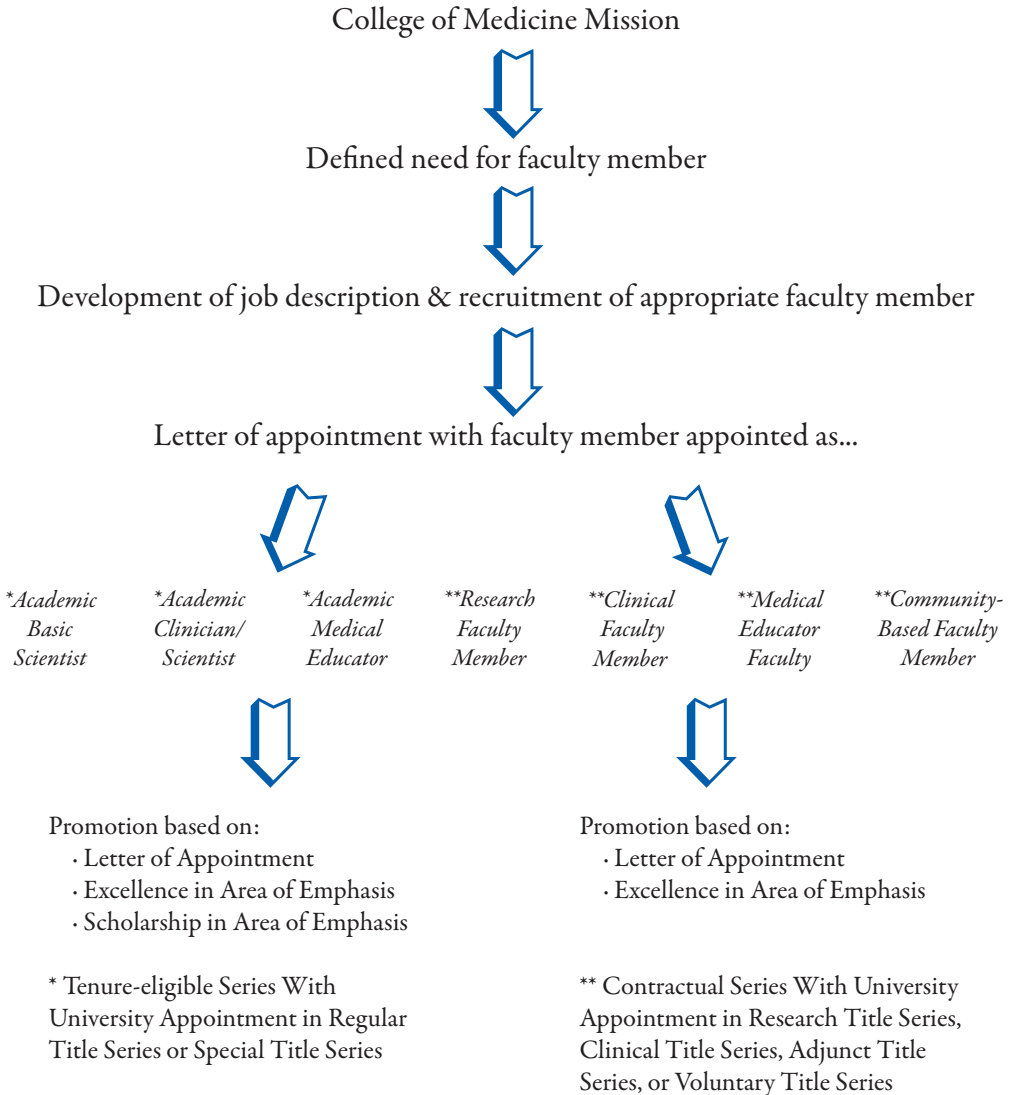 College of Medicine Mission
Defined need for faculty member
Development of job description & recruitment of appropriate faculty member
Letter of appointment with faculty member appointed as...
*Academic
Basic
Scientist
*Academic
Clinician/
Scientist
*Academic
Medical
Educator
**Research
Faculty
Member
**Clinical
Faculty
Member
**Medical
Educator
Faculty
**Community-
Based Faculty
Member
Promotion based on:
· Letter of Appointment
· Excellence in Area of Emphasis
· Scholarship in Area of Emphasis
* Tenure-eligible Series With
University Appointment in Regular
Title Series or Special Title Series
Promotion based on:
· Letter of Appointment
· Excellence in Area of Emphasis
** Contractual Series With University
Appointment in Research Title Series,
Clinical Title Series, Adjunct Title
Series, or Voluntary Title Series